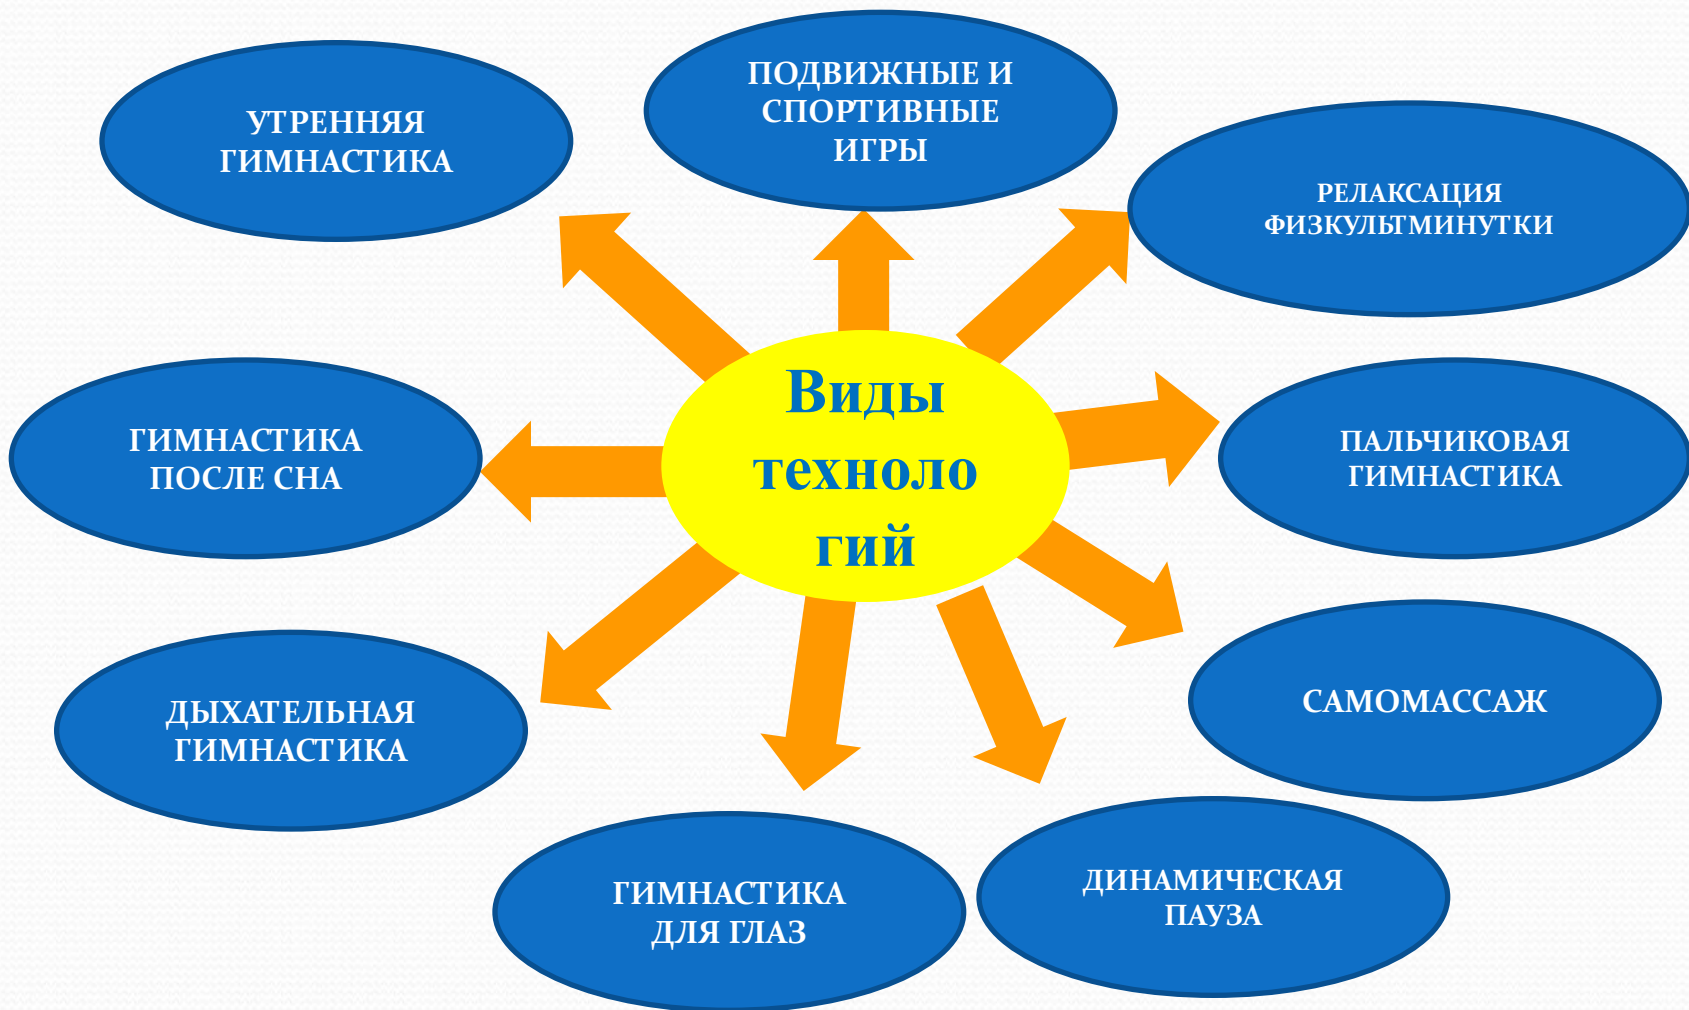 УТРЕННЯЯ
ГИМНАСТИКА
ПОДВИЖНЫЕ И
СПОРТИВНЫЕ
ИГРЫ
РЕЛАКСАЦИЯ
ФИЗКУЛЬТМИНУТКИ
Виды
техноло
гий
ГИМНАСТИКА
ПОСЛЕ СНА
ПАЛЬЧИКОВАЯ
ГИМНАСТИКА
ДЫХАТЕЛЬНАЯ
ГИМНАСТИКА
САМОМАССАЖ
ГИМНАСТИКА
ДЛЯ ГЛАЗ
ДИНАМИЧЕСКАЯ
ПАУЗА